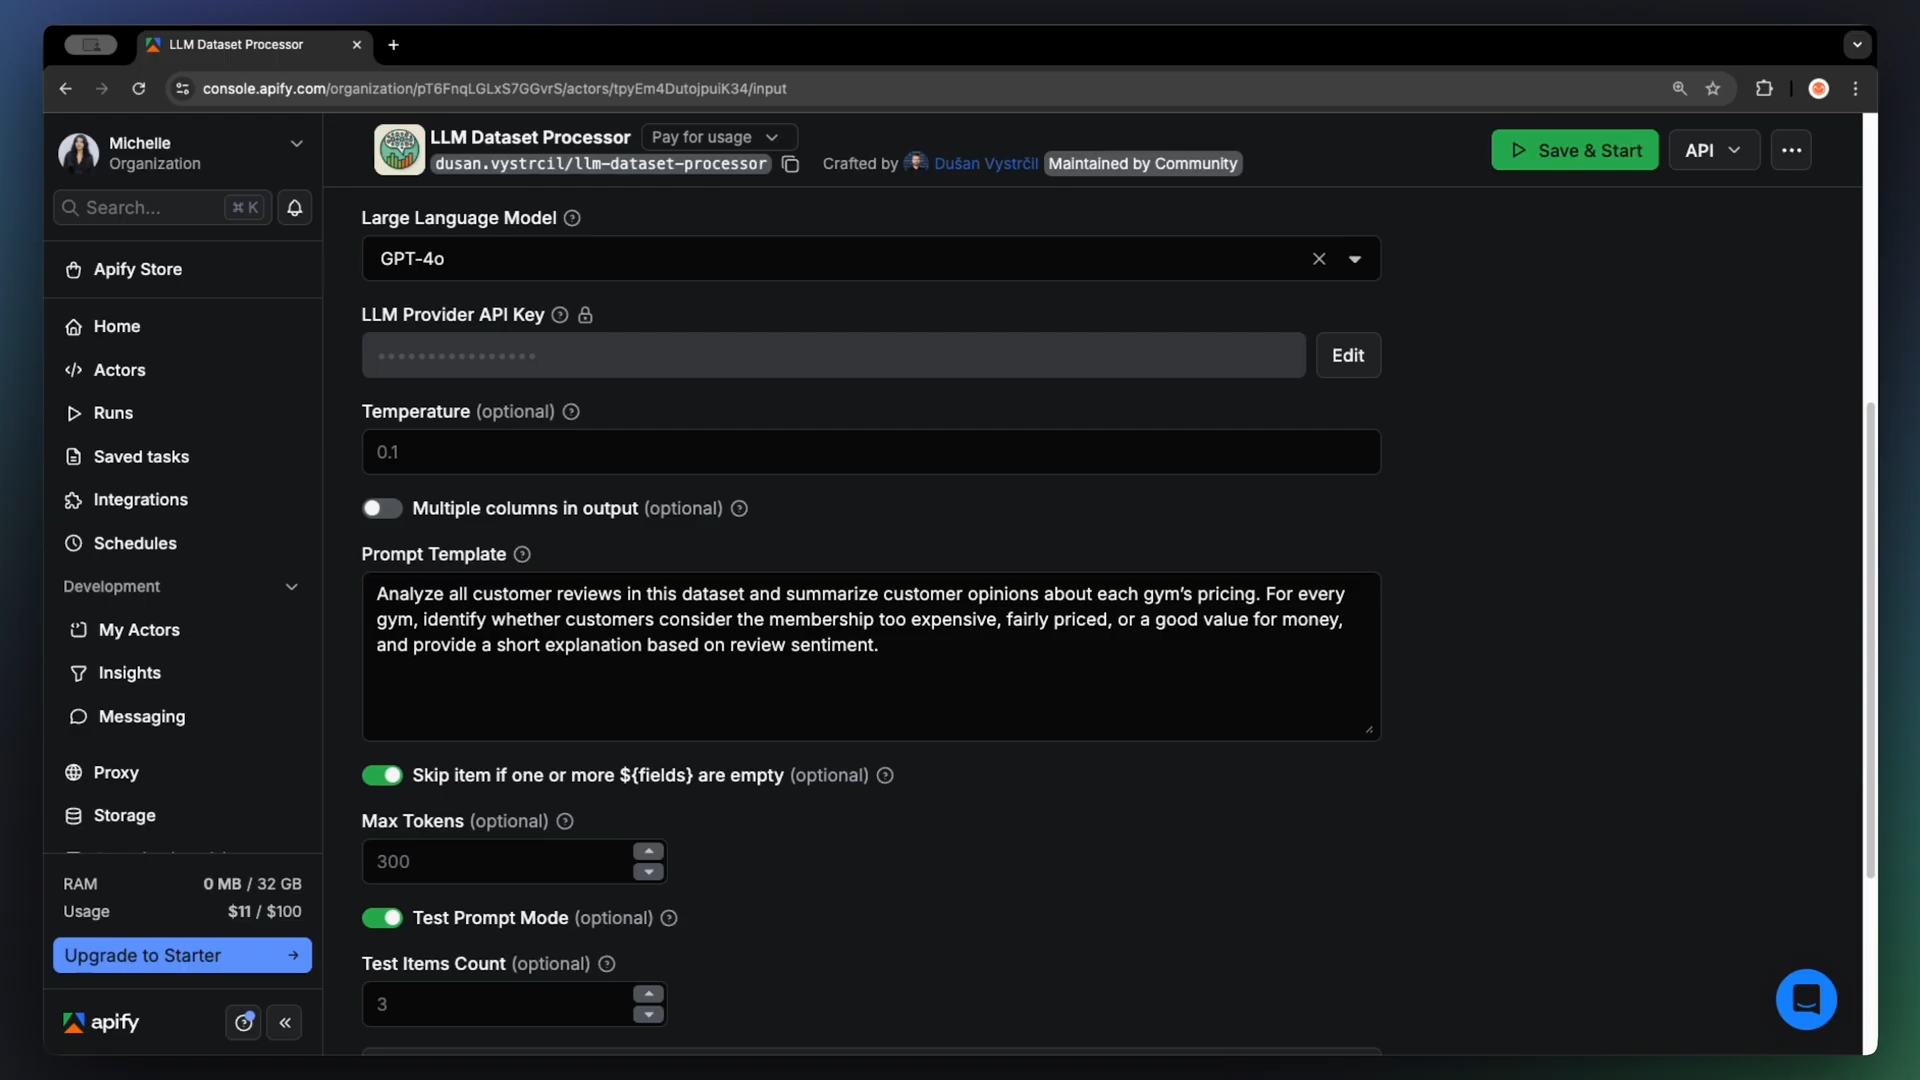 LLM Dataset Processor
console.apify.com/organization/pT6FnqLGLxS7GGvrS/actors/tpyEm4DutojpuiK34/input
Michelle
Organization
Search...
⌘ K
Apify Store
Home
Actors
Runs
Saved tasks
Integrations
Schedules
Development
My Actors
Insights
Messaging
Proxy
Storage
RAM 0 MB / 32 GB
Usage $11 / $100
Upgrade to Starter
apify
LLM Dataset Processor Pay for usage
dusan.vystrcil/llm-dataset-processor Crafted by Dušan Vystrčil Maintained by Community
Save & Start
API
Large Language Model
GPT-4o
LLM Provider API Key
Edit
Temperature (optional)
0.1
Multiple columns in output (optional)
Prompt Template
Analyze all customer reviews in this dataset and summarize customer opinions about each gym’s pricing. For every
gym, identify whether customers consider the membership too expensive, fairly priced, or a good value for money,
and provide a short explanation based on review sentiment.
Skip item if one or more ${fields} are empty (optional)
Max Tokens (optional)
300
Test Prompt Mode (optional)
Test Items Count (optional)
3